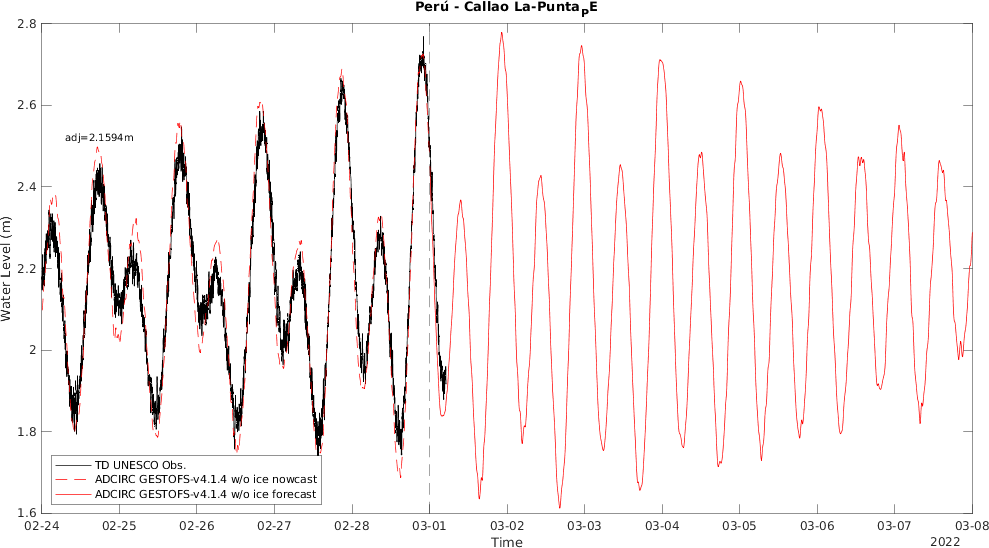 Perú - Callao La-PuntaPE
2.8
2.6
2.4
2.2
2
1.8
1.6
Water Level (m)
adj=2.1594m
TD UNESCO Obs.
ADCIRC GESTOFS-v4.1.4 w/o ice nowcast
ADCIRC GESTOFS-v4.1.4 w/o ice forecast
02-24 02-25 02-26 02-27 02-28 03-01 03-02 03-03 03-04 03-05 03-06 03-07 03-08
Time
2022